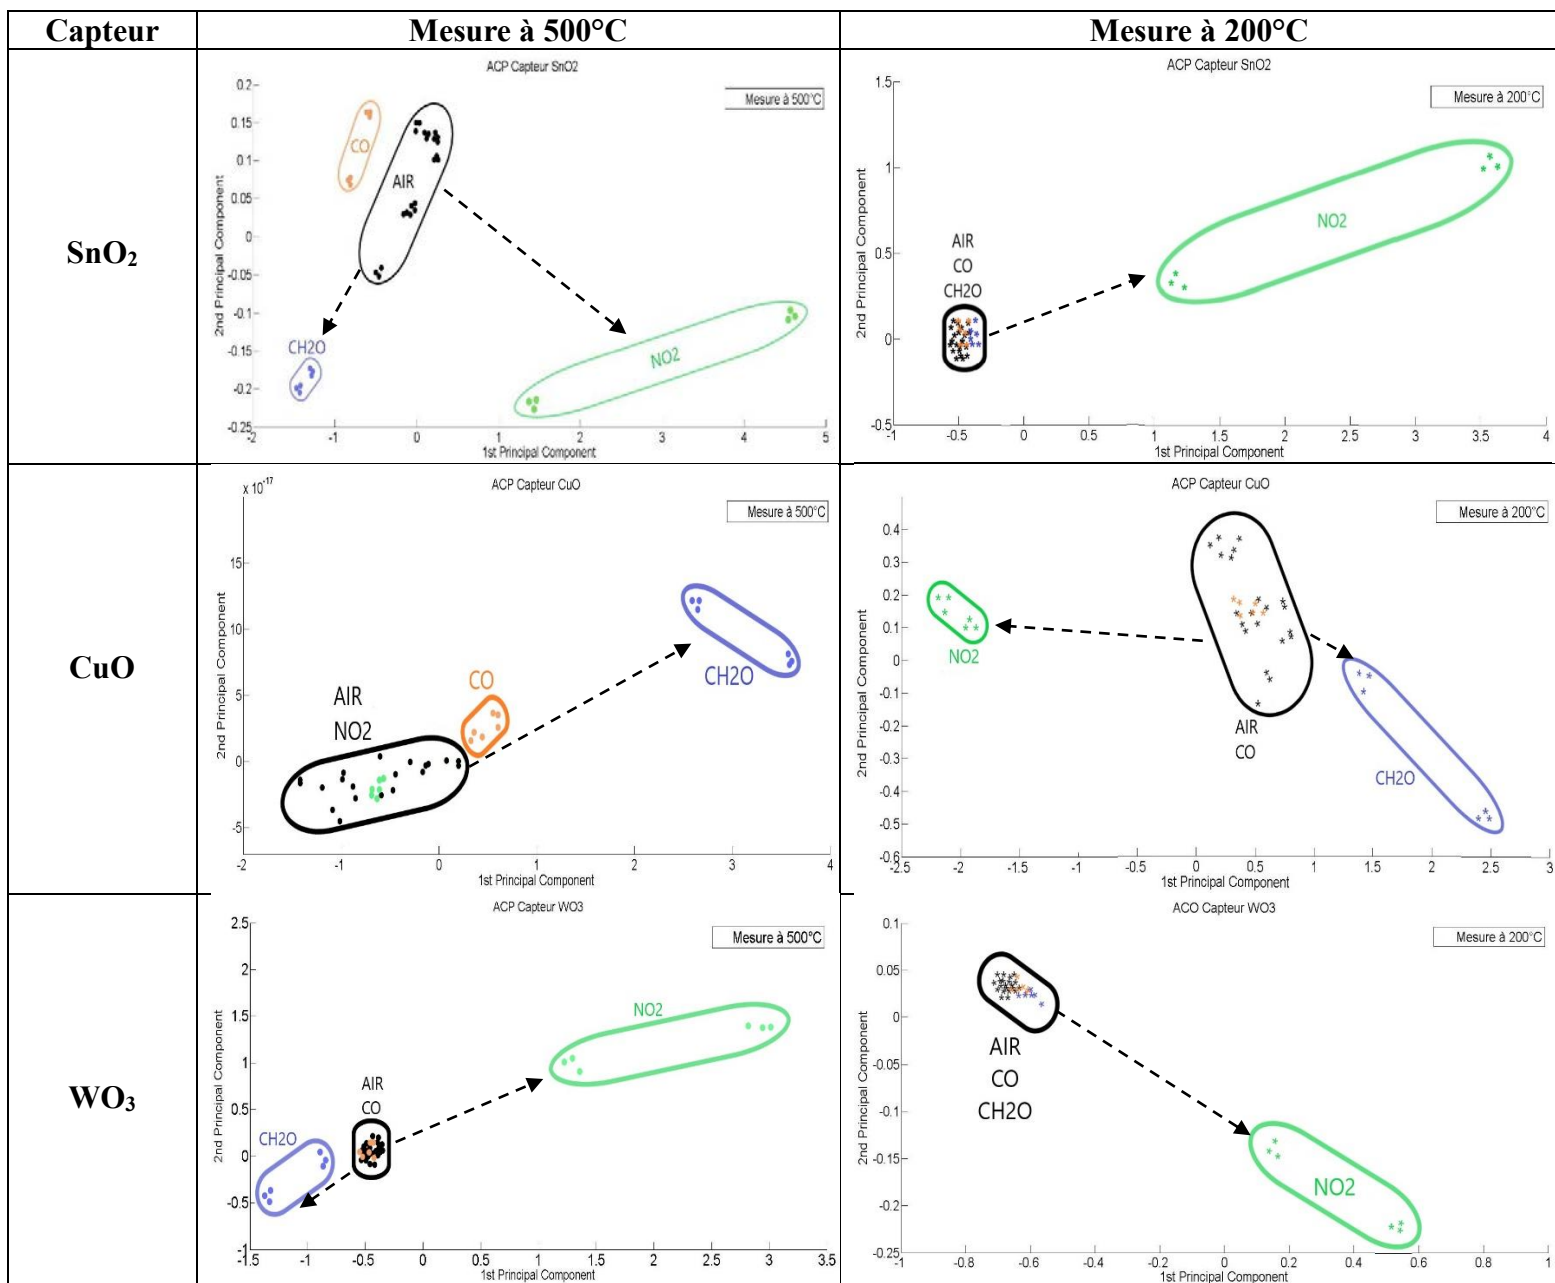 Capteur Mesure à 500°C Mesure à 200°C
SnO2
ACP Capteur SnO2
Mesure à 500°C
2nd Principal Component
0.2
0.15
0.1
0.05
0
-0.05
-0.1
-0.15
-0.2
-0.25
CO
AIR
CH2O
NO2
-2 -1 0 1 2 3 4 5
1st Principal Component
ACP Capteur SnO2
Mesure à 200°C
2nd Principal Component
1.5
1
0.5
0
-0.5
NO2
AIR
CO
CH2O
-1 -0.5 0 0.5 1 1.5 2 2.5 3 3.5 4
1st Principal Component
CuO
ACP Capteur CuO
x 10-17
Mesure à 500°C
2nd Principal Component
15
10
5
0
-5
CH2O
CO
AIR
NO2
-2 -1 0 1 2 3 4
1st Principal Component
ACP Capteur CuO
Mesure à 200°C
2nd Principal Component
0.4
0.3
0.2
0.1
0
-0.1
-0.2
-0.3
-0.4
-0.5
-0.6
NO2
AIR
CO
CH2O
-2.5 -2 -1.5 -1 -0.5 0 0.5 1 1.5 2 2.5 3
1st Principal Component
WO3
ACP Capteur WO3
Mesure à 500°C
2nd Principal Component
2.5
2
1.5
1
0.5
0
-0.5
-1
NO2
AIR
CO
CH2O
-1.5 -1 -0.5 0 0.5 1 1.5 2 2.5 3 3.5
1st Principal Component
ACO Capteur WO3
Mesure à 200°C
2nd Principal Component
0.1
0.05
0
-0.05
-0.1
-0.15
-0.2
-0.25
AIR
CO
CH2O
NO2
-1 -0.8 -0.6 -0.4 -0.2 0 0.2 0.4 0.6 0.8 1
1st Principal Component